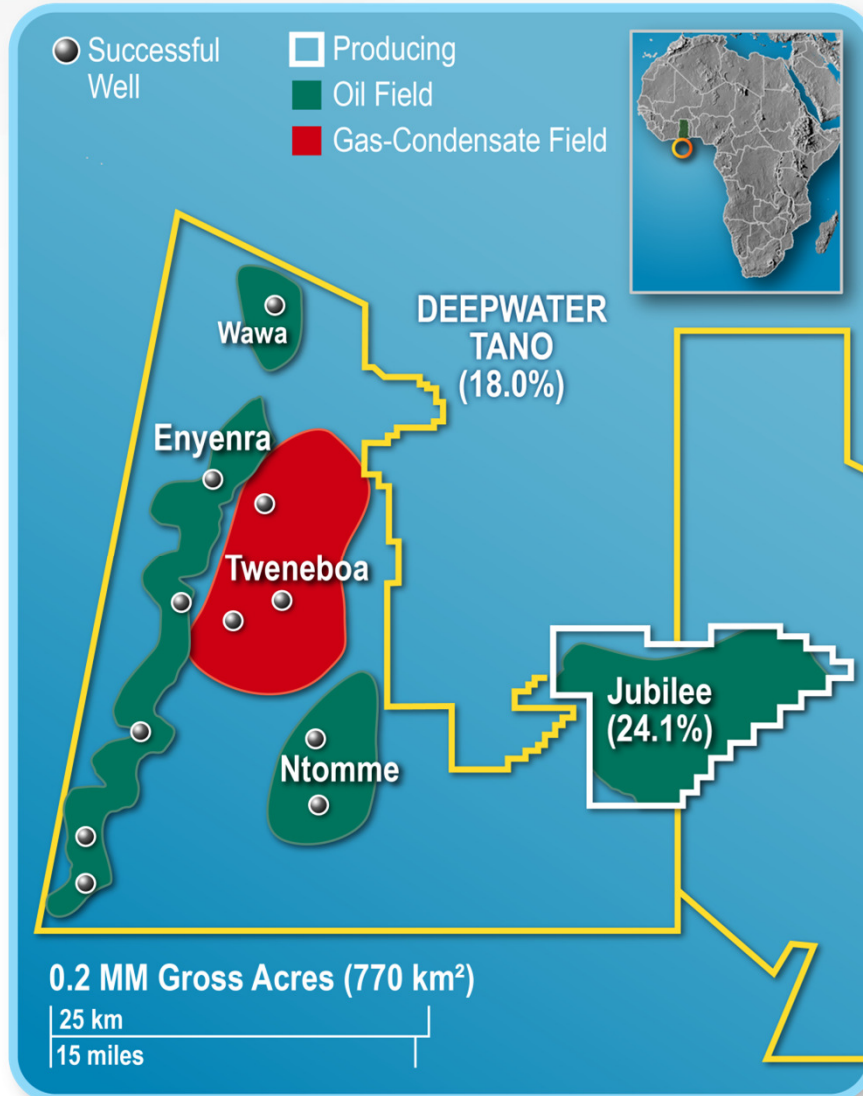 Successful
Well
Producing
Oil Field
Gas-Condensate Field
DEEPWATER
TANO
(18.0%)
Wawa
Enyenra
Tweneboa
Jubilee
(24.1%)
Ntomme
0.2 MM Gross Acres (770 km²)
25 km
15 miles